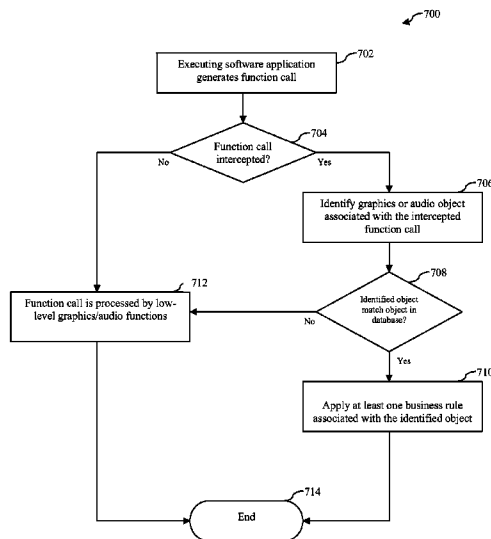 700
702
Executing software application
generates function call
704
Function call
intercepted?
No
Yes
706
Identify graphics or audio object
associated with the intercepted
function call
708
Identified object
match object in
database?
No
Yes
712
Function call is processed by low-
level graphics/audio functions
710
Apply at least one business rule
associated with the identified object
714
End